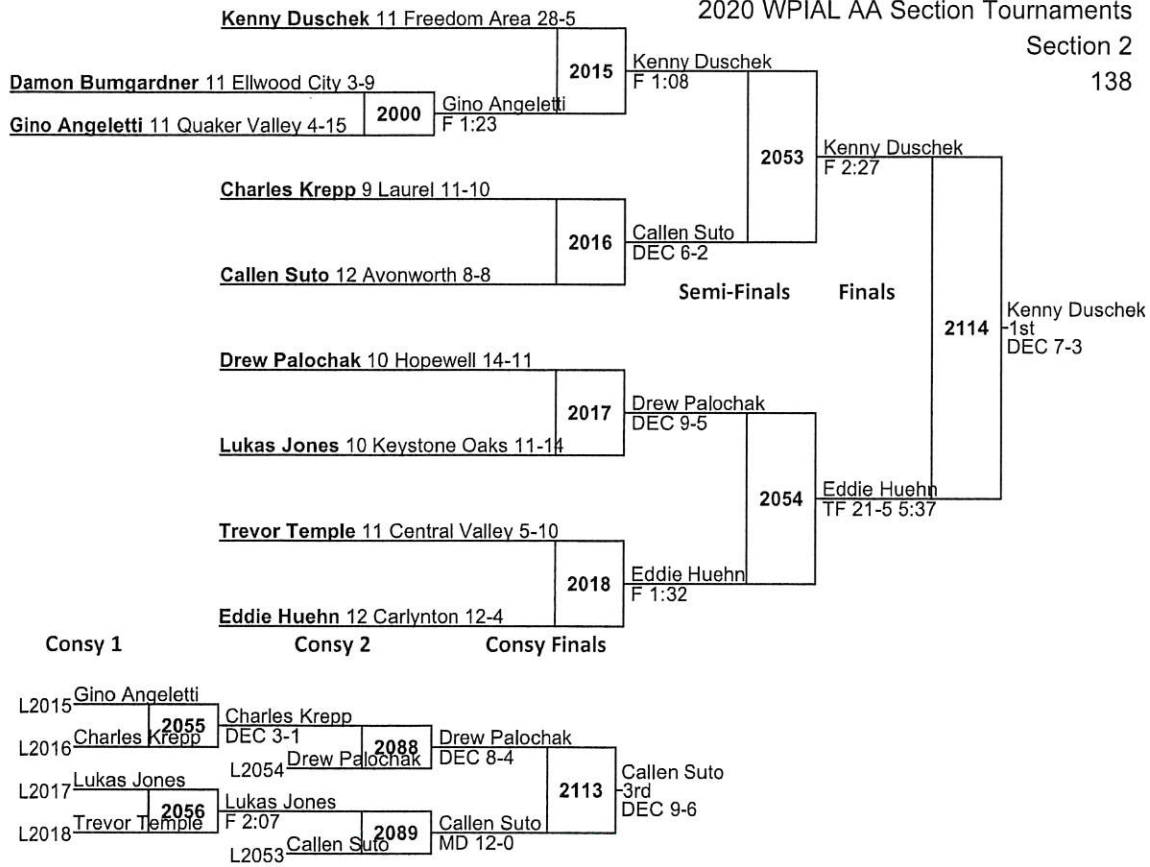 2020 WPIAL AA Section Tournaments
Section 2
138
Kenny Duschek 11 Freedom Area 28-5
2015
Kenny Duschek
F 1:08
Damon Bumgardner 11 Ellwood City 3-9
2000
Gino Angeletti
F 1:23
Gino Angeletti 11 Quaker Valley 4-15
2053
Kenny Duschek
F 2:27
Charles Krepp 9 Laurel 11-10
2016
Callen Suto
DEC 6-2
Callen Suto 12 Avonworth 8-8
Semi-Finals
Finals
2114
Kenny Duschek
1st
DEC 7-3
Drew Palochak 10 Hopewell 14-11
2017
Drew Palochak
DEC 9-5
Lukas Jones 10 Keystone Oaks 11-14
2054
Eddie Huehn
TF 21-5 5:37
Trevor Temple 11 Central Valley 5-10
2018
Eddie Huehn
F 1:32
Eddie Huehn 12 Carlynton 12-4
Consy 1
Consy 2
Consy Finals
L2015 Gino Angeletti
2055
Charles Krepp
DEC 3-1
L2016 Charles Krepp
2088
Drew Palochak
DEC 8-4
L2054 Drew Palochak
2113
Callen Suto
3rd
DEC 9-6
L2017 Lukas Jones
2056
Lukas Jones
F 2:07
L2018 Trevor Temple
2089
Callen Suto
MD 12-0
L2053 Callen Suto